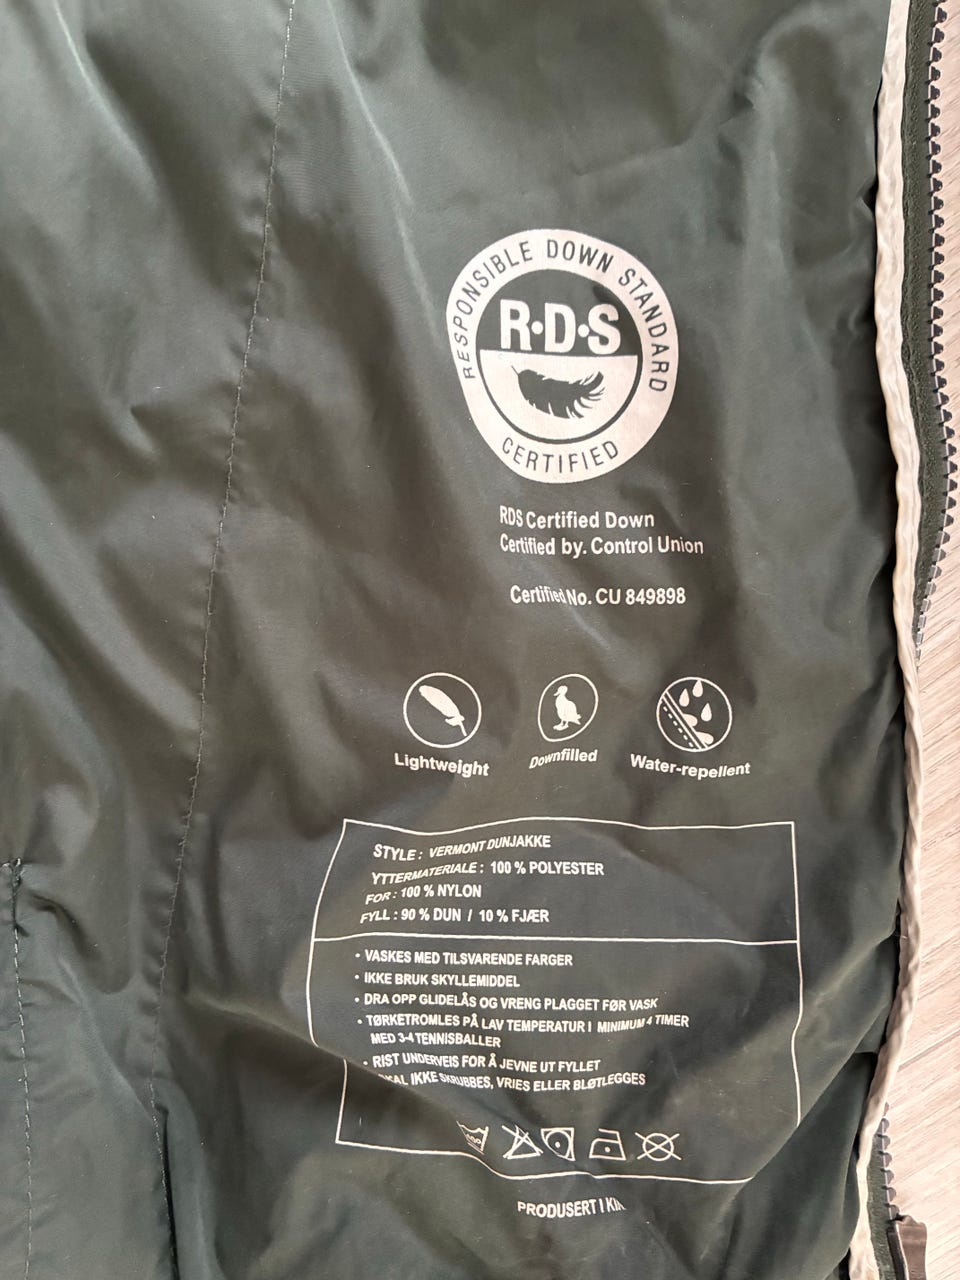 RESPONSIBLE DOWN STANDARD
R·D·S
CERTIFIED
RDS Certified Down
Certified by. Control Union
Certified No. CU 849898
Lightweight
Downfilled
Water-repellent
STYLE : VERMONT DUNJAKKE
YTTERMATERIALE : 100 % POLYESTER
FOR : 100 % NYLON
FYLL : 90 % DUN / 10 % FJÆR
• VASKES MED TILSVARENDE FARGER
• IKKE BRUK SKYLLEMIDDEL
• DRA OPP GLIDELÅS OG VRENG PLAGGET FØR VASK
• TØRKETROMLES PÅ LAV TEMPERATUR I MINIMUM 4 TIMER
MED 3-4 TENNISBALLER
• RIST UNDERVEIS FOR Å JEVNE UT FYLLET
SKAL IKKE SKRUBBES, VRIES ELLER BLØTLEGGES
PRODUSERT I